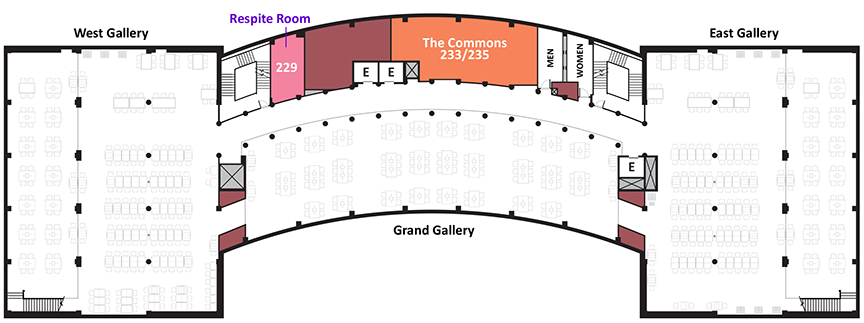 Respite Room
West Gallery
East Gallery
The Commons
233/235
229
MEN
WOMEN
E
E
E
Grand Gallery